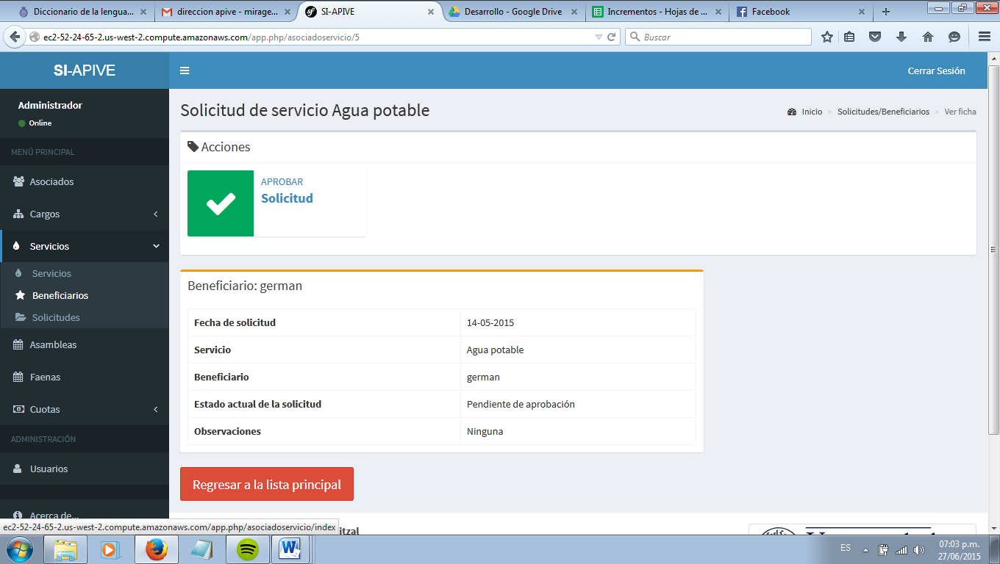 Diccionario de la lengua...
direccion apive - mirage...
SI-APIVE
Desarrollo - Google Drive
Incrementos - Hojas de ...
Facebook
ec2-52-24-65-2.us-west-2.compute.amazonaws.com/app.php/asociadoservicio/5
Buscar
SI-APIVE
Cerrar Sesión
Administrador
Online
MENÚ PRINCIPAL
Asociados
Cargos
Servicios
Servicios
Beneficiarios
Solicitudes
Asambleas
Faenas
Cuotas
ADMINISTRACIÓN
Usuarios
Acerca de...
Solicitud de servicio Agua potable
Inicio > Solicitudes/Beneficiarios > Ver ficha
Acciones
APROBAR
Solicitud
Beneficiario: german
Fecha de solicitud 14-05-2015
Servicio Agua potable
Beneficiario german
Estado actual de la solicitud Pendiente de aprobación
Observaciones Ninguna
Regresar a la lista principal
ec2-52-24-65-2.us-west-2.compute.amazonaws.com/app.php/asociadoservicio/index
itzal
ES
07:03 p.m.
27/06/2015